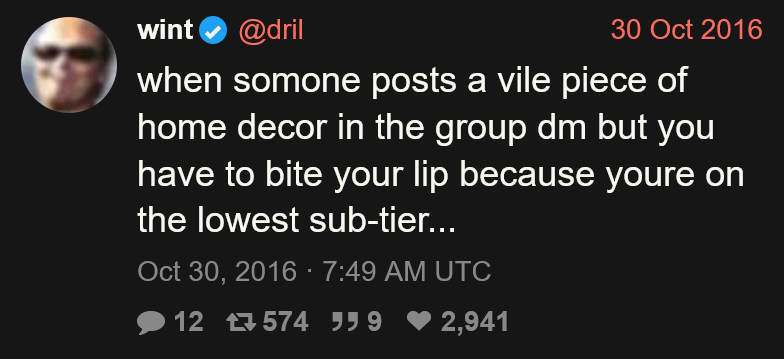 wint @dril 30 Oct 2016
when somone posts a vile piece of
home decor in the group dm but you
have to bite your lip because youre on
the lowest sub-tier...
Oct 30, 2016 · 7:49 AM UTC
12 574 9 2,941